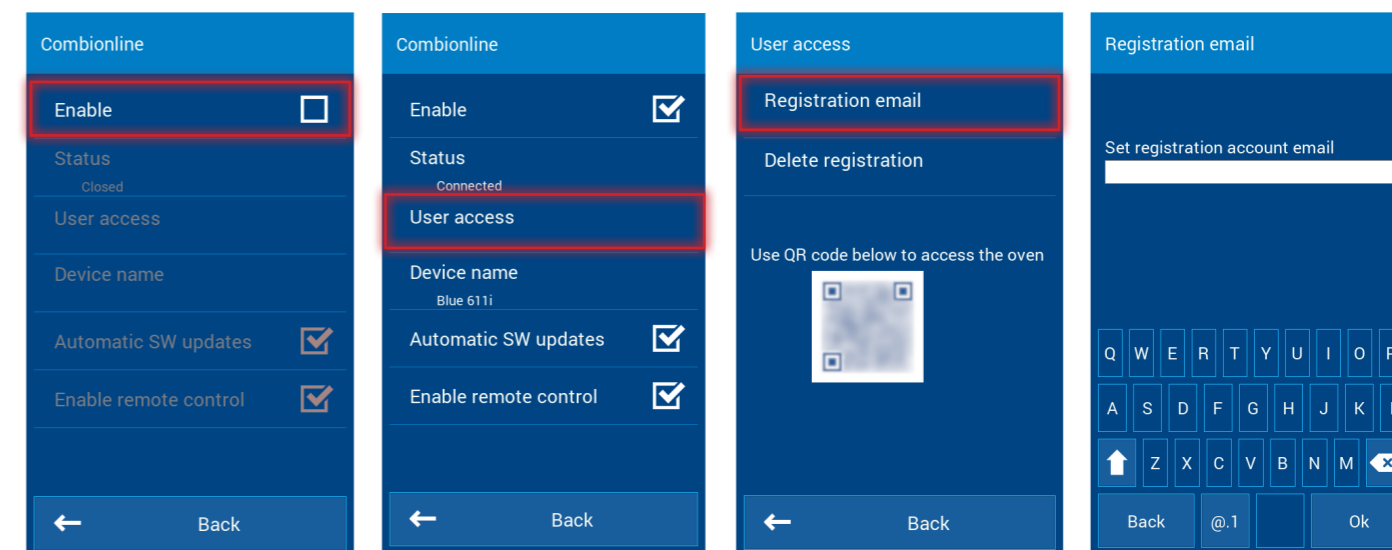 Combionline
Enable
Status
Closed
User access
Device name
Automatic SW updates
Enable remote control
Back
Combionline
Enable
Status
Connected
User access
Device name
Blue 611i
Automatic SW updates
Enable remote control
Back
User access
Registration email
Delete registration
Use QR code below to access the oven
Back
Registration email
Set registration account email
Q W E R T Y U I O P
A S D F G H J K
Z X C V B N M
Back @.1 Ok